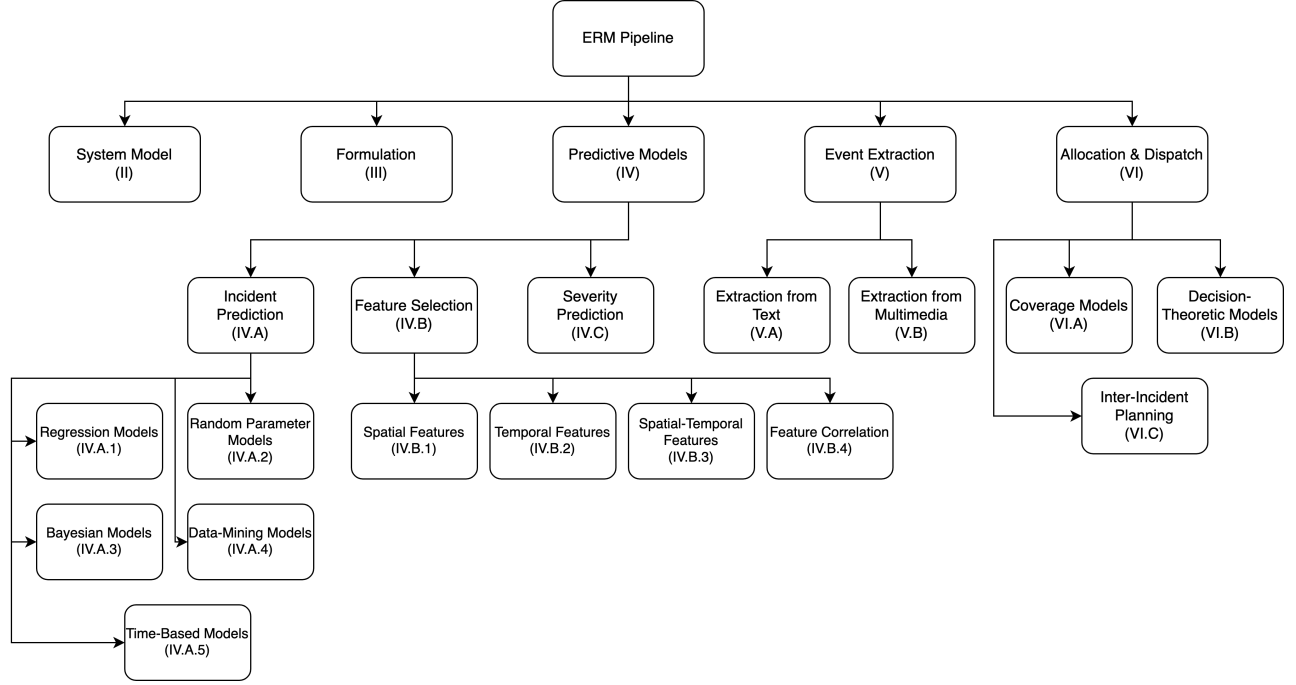 ERM Pipeline
System Model
(II)
Formulation
(III)
Predictive Models
(IV)
Event Extraction
(V)
Allocation & Dispatch
(VI)
Incident
Prediction
(IV.A)
Feature Selection
(IV.B)
Severity
Prediction
(IV.C)
Extraction from
Text
(V.A)
Extraction from
Multimedia
(V.B)
Coverage Models
(VI.A)
Decision-
Theoretic Models
(VI.B)
Inter-Incident
Planning
(VI.C)
Regression Models
(IV.A.1)
Random Parameter
Models
(IV.A.2)
Spatial Features
(IV.B.1)
Temporal Features
(IV.B.2)
Spatial-Temporal
Features
(IV.B.3)
Feature Correlation
(IV.B.4)
Bayesian Models
(IV.A.3)
Data-Mining Models
(IV.A.4)
Time-Based Models
(IV.A.5)